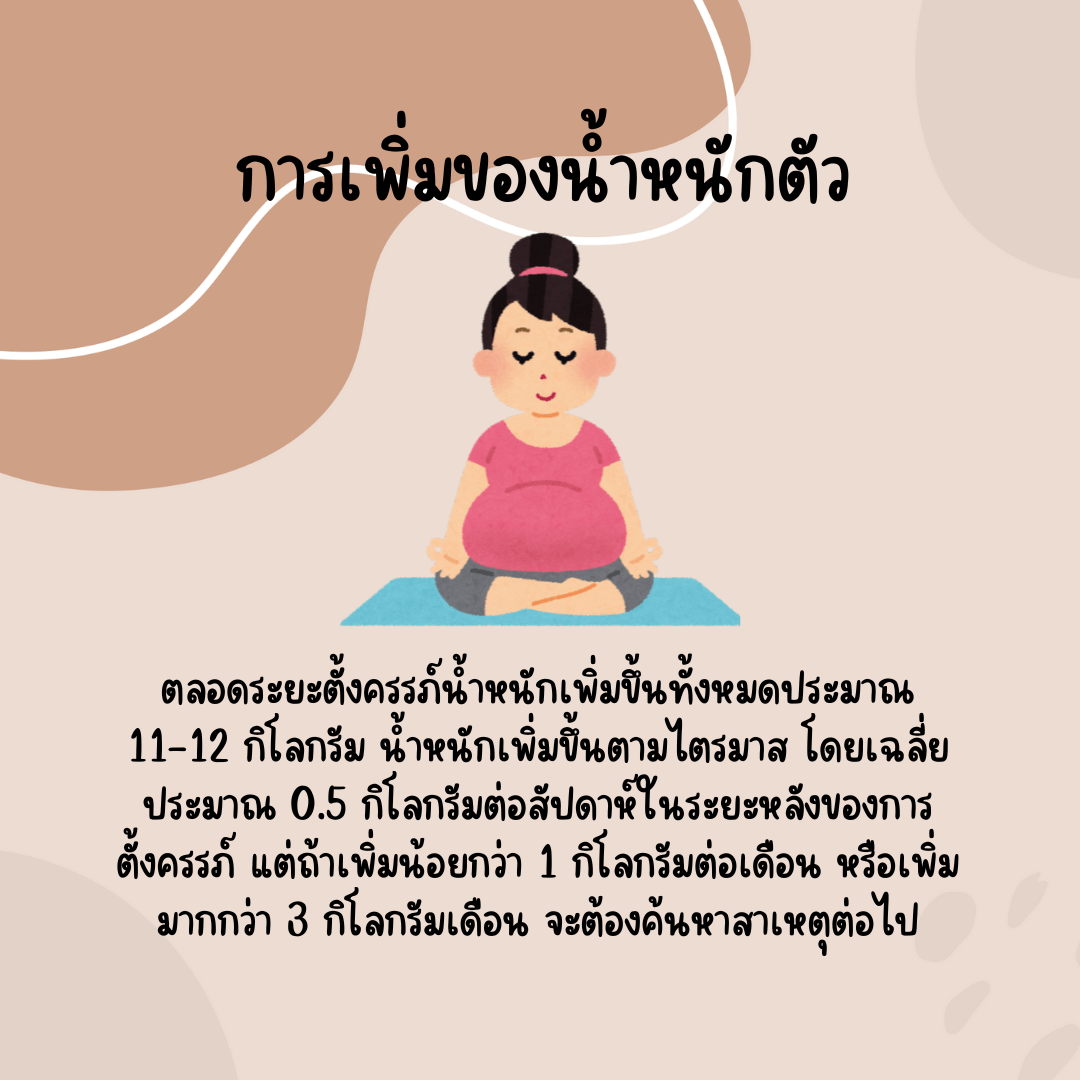 การเพิ่มของน้ำหนักตัว
ตลอดระยะตั้งครรภ์น้ำหนักเพิ่มขึ้นทั้งหมดประมาณ
11-12 กิโลกรัม น้ำหนักเพิ่มขึ้นตามไตรมาส โดยเฉลี่ย
ประมาณ 0.5 กิโลกรัมต่อสัปดาห์ในระยะหลังของการ
ตั้งครรภ์ แต่ถ้าเพิ่มน้อยกว่า 1 กิโลกรัมต่อเดือน หรือเพิ่ม
มากกว่า 3 กิโลกรัมเดือน จะต้องค้นหาสาเหตุต่อไป